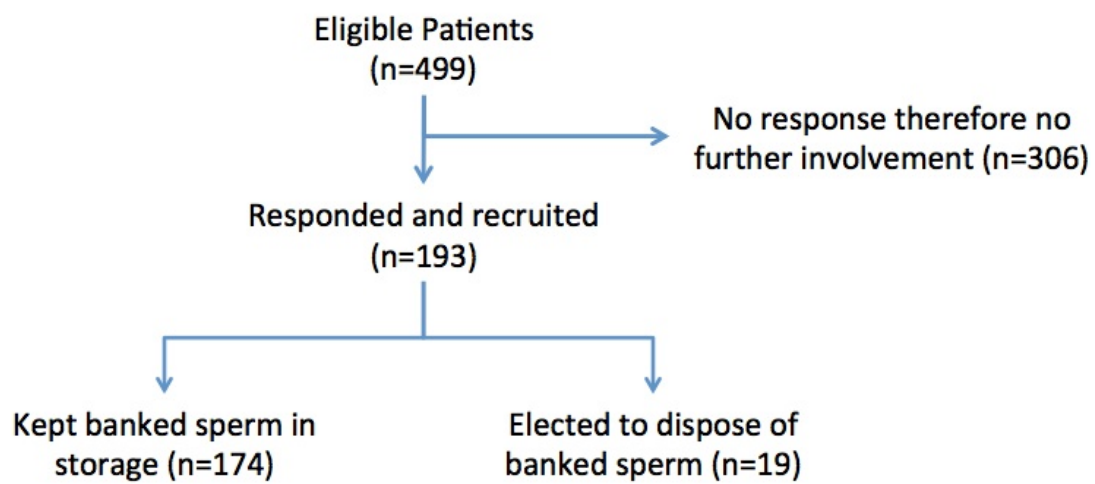 Eligible Patients
(n=499)
No response therefore no
further involvement (n=306)
Responded and recruited
(n=193)
Kept banked sperm in
storage (n=174)
Elected to dispose of
banked sperm (n=19)